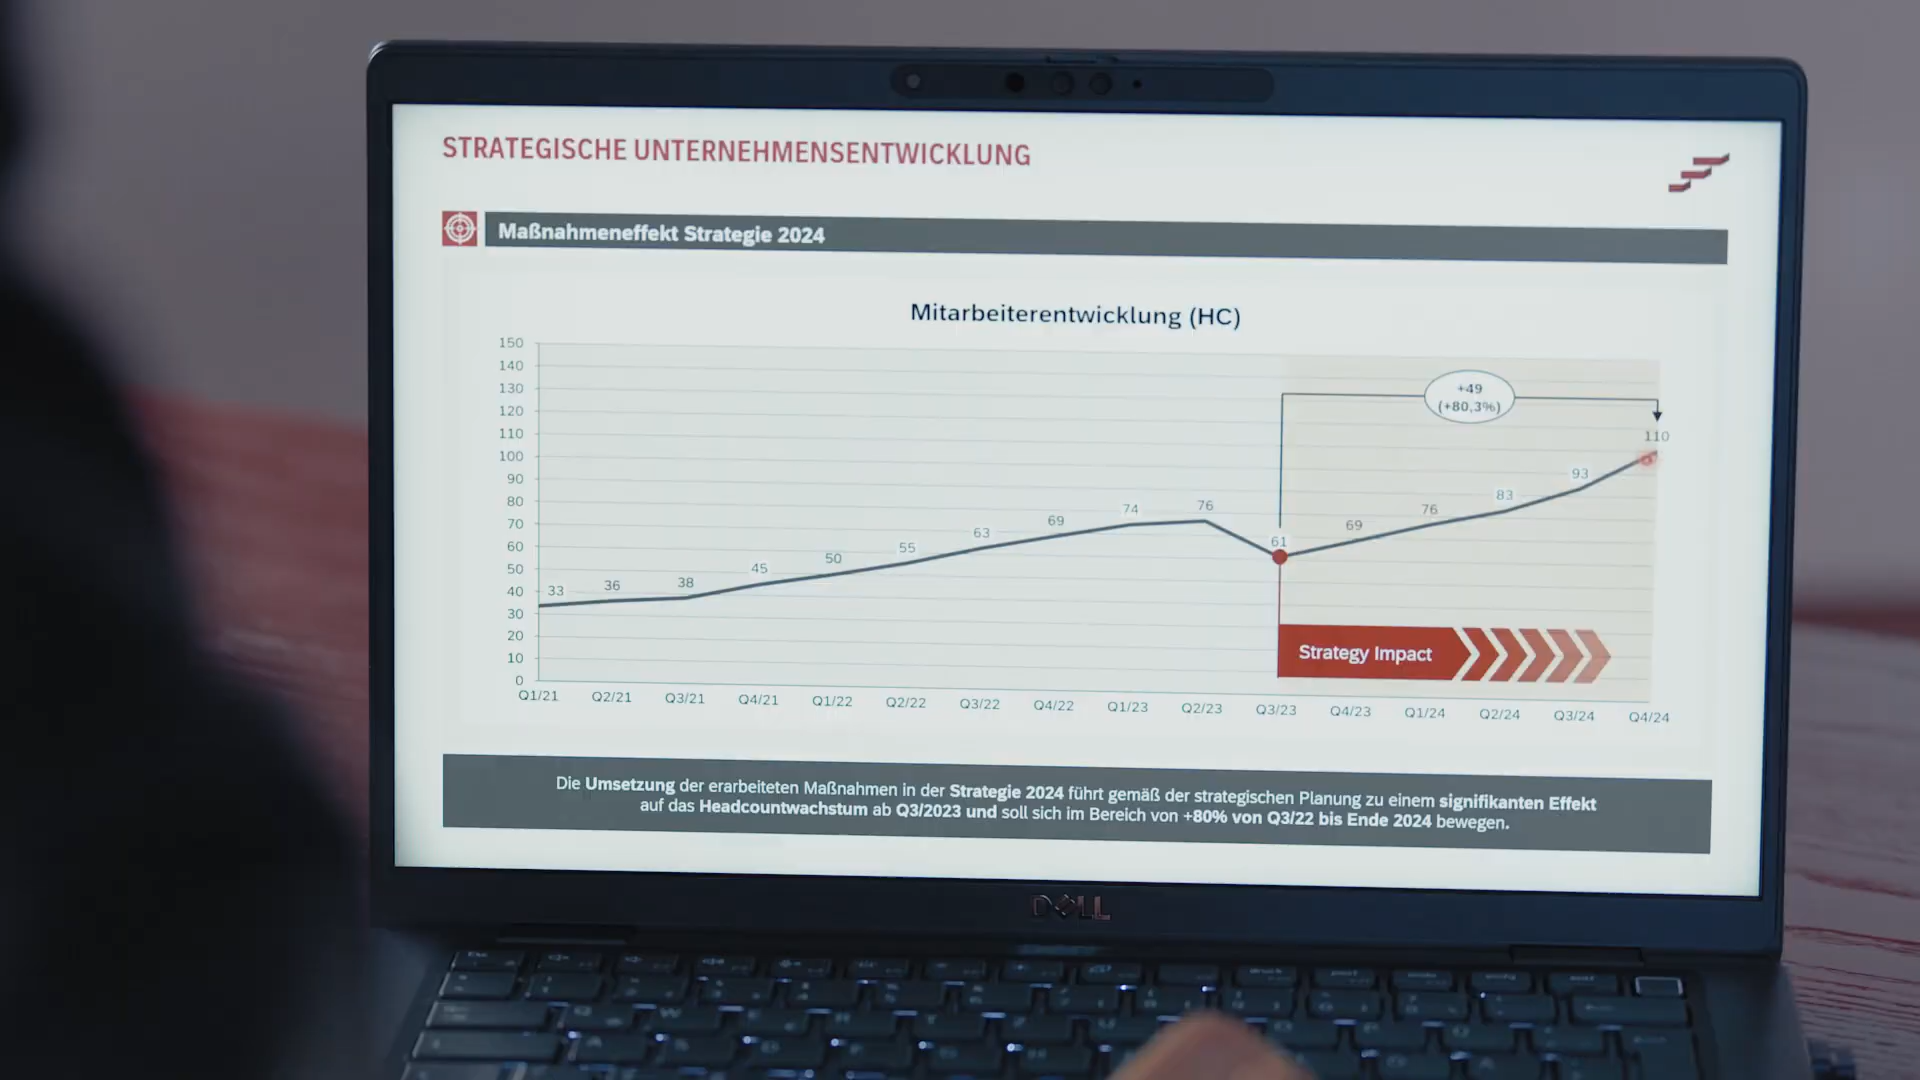 STRATEGISCHE UNTERNEHMENSENTWICKLUNG
Maßnahmeneffekt Strategie 2024
Mitarbeiterentwicklung (HC)
150
140
130
120
110
100
90
80
70
60
50
40
30
20
10
0
+49
(+80,3%)
33 36 38 45 50 55 63 69 74 76 61 69 76 83 93 110
Strategy Impact
Q1/21 Q2/21 Q3/21 Q4/21 Q1/22 Q2/22 Q3/22 Q4/22 Q1/23 Q2/23 Q3/23 Q4/23 Q1/24 Q2/24 Q3/24 Q4/24
Die Umsetzung der erarbeiteten Maßnahmen in der Strategie 2024 führt gemäß der strategischen Planung zu einem signifikanten Effekt
auf das Headcountwachstum ab Q3/2023 und soll sich im Bereich von +80% von Q3/22 bis Ende 2024 bewegen.
DELL